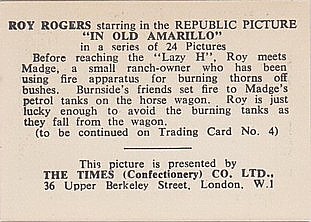 ROY ROGERS starring in the REPUBLIC PICTURE
"IN OLD AMARILLO"
in a series of 24 Pictures
Before reaching the "Lazy H", Roy meets
Madge, a small ranch-owner who has been
using fire apparatus for burning thorns off
bushes. Burnside's friends set fire to Madge's
petrol tanks on the horse wagon. Roy is just
lucky enough to avoid the burning tanks as
they fall from the wagon.
(to be continued on Trading Card No. 4)
This picture is presented by
THE TIMES (Confectionery) CO. LTD.,
36 Upper Berkeley Street, London, W.1